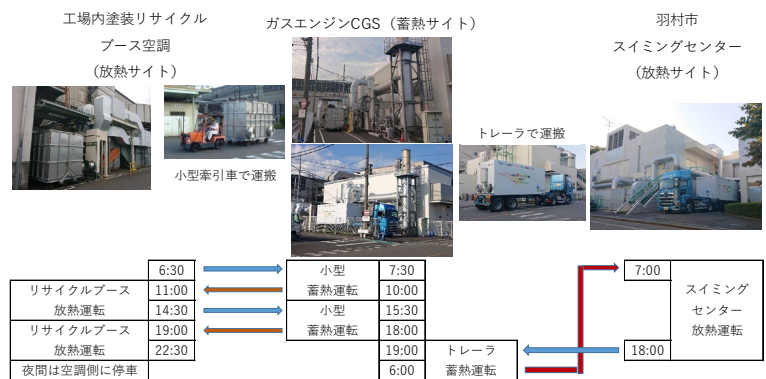 工場内塗装リサイクル
ブース空調
（放熱サイト）
ガスエンジンCGS（蓄熱サイト）
羽村市
スイミングセンター
（放熱サイト）
小型牽引車で運搬
トレーラで運搬
6:30
リサイクルブース 11:00
放熱運転 14:30
リサイクルブース 19:00
放熱運転 22:30
夜間は空調側に停車
小型 7:30
蓄熱運転 10:00
小型 15:30
蓄熱運転 18:00
19:00 トレーラ
6:00 蓄熱運転
7:00
スイミング
センター
放熱運転
18:00